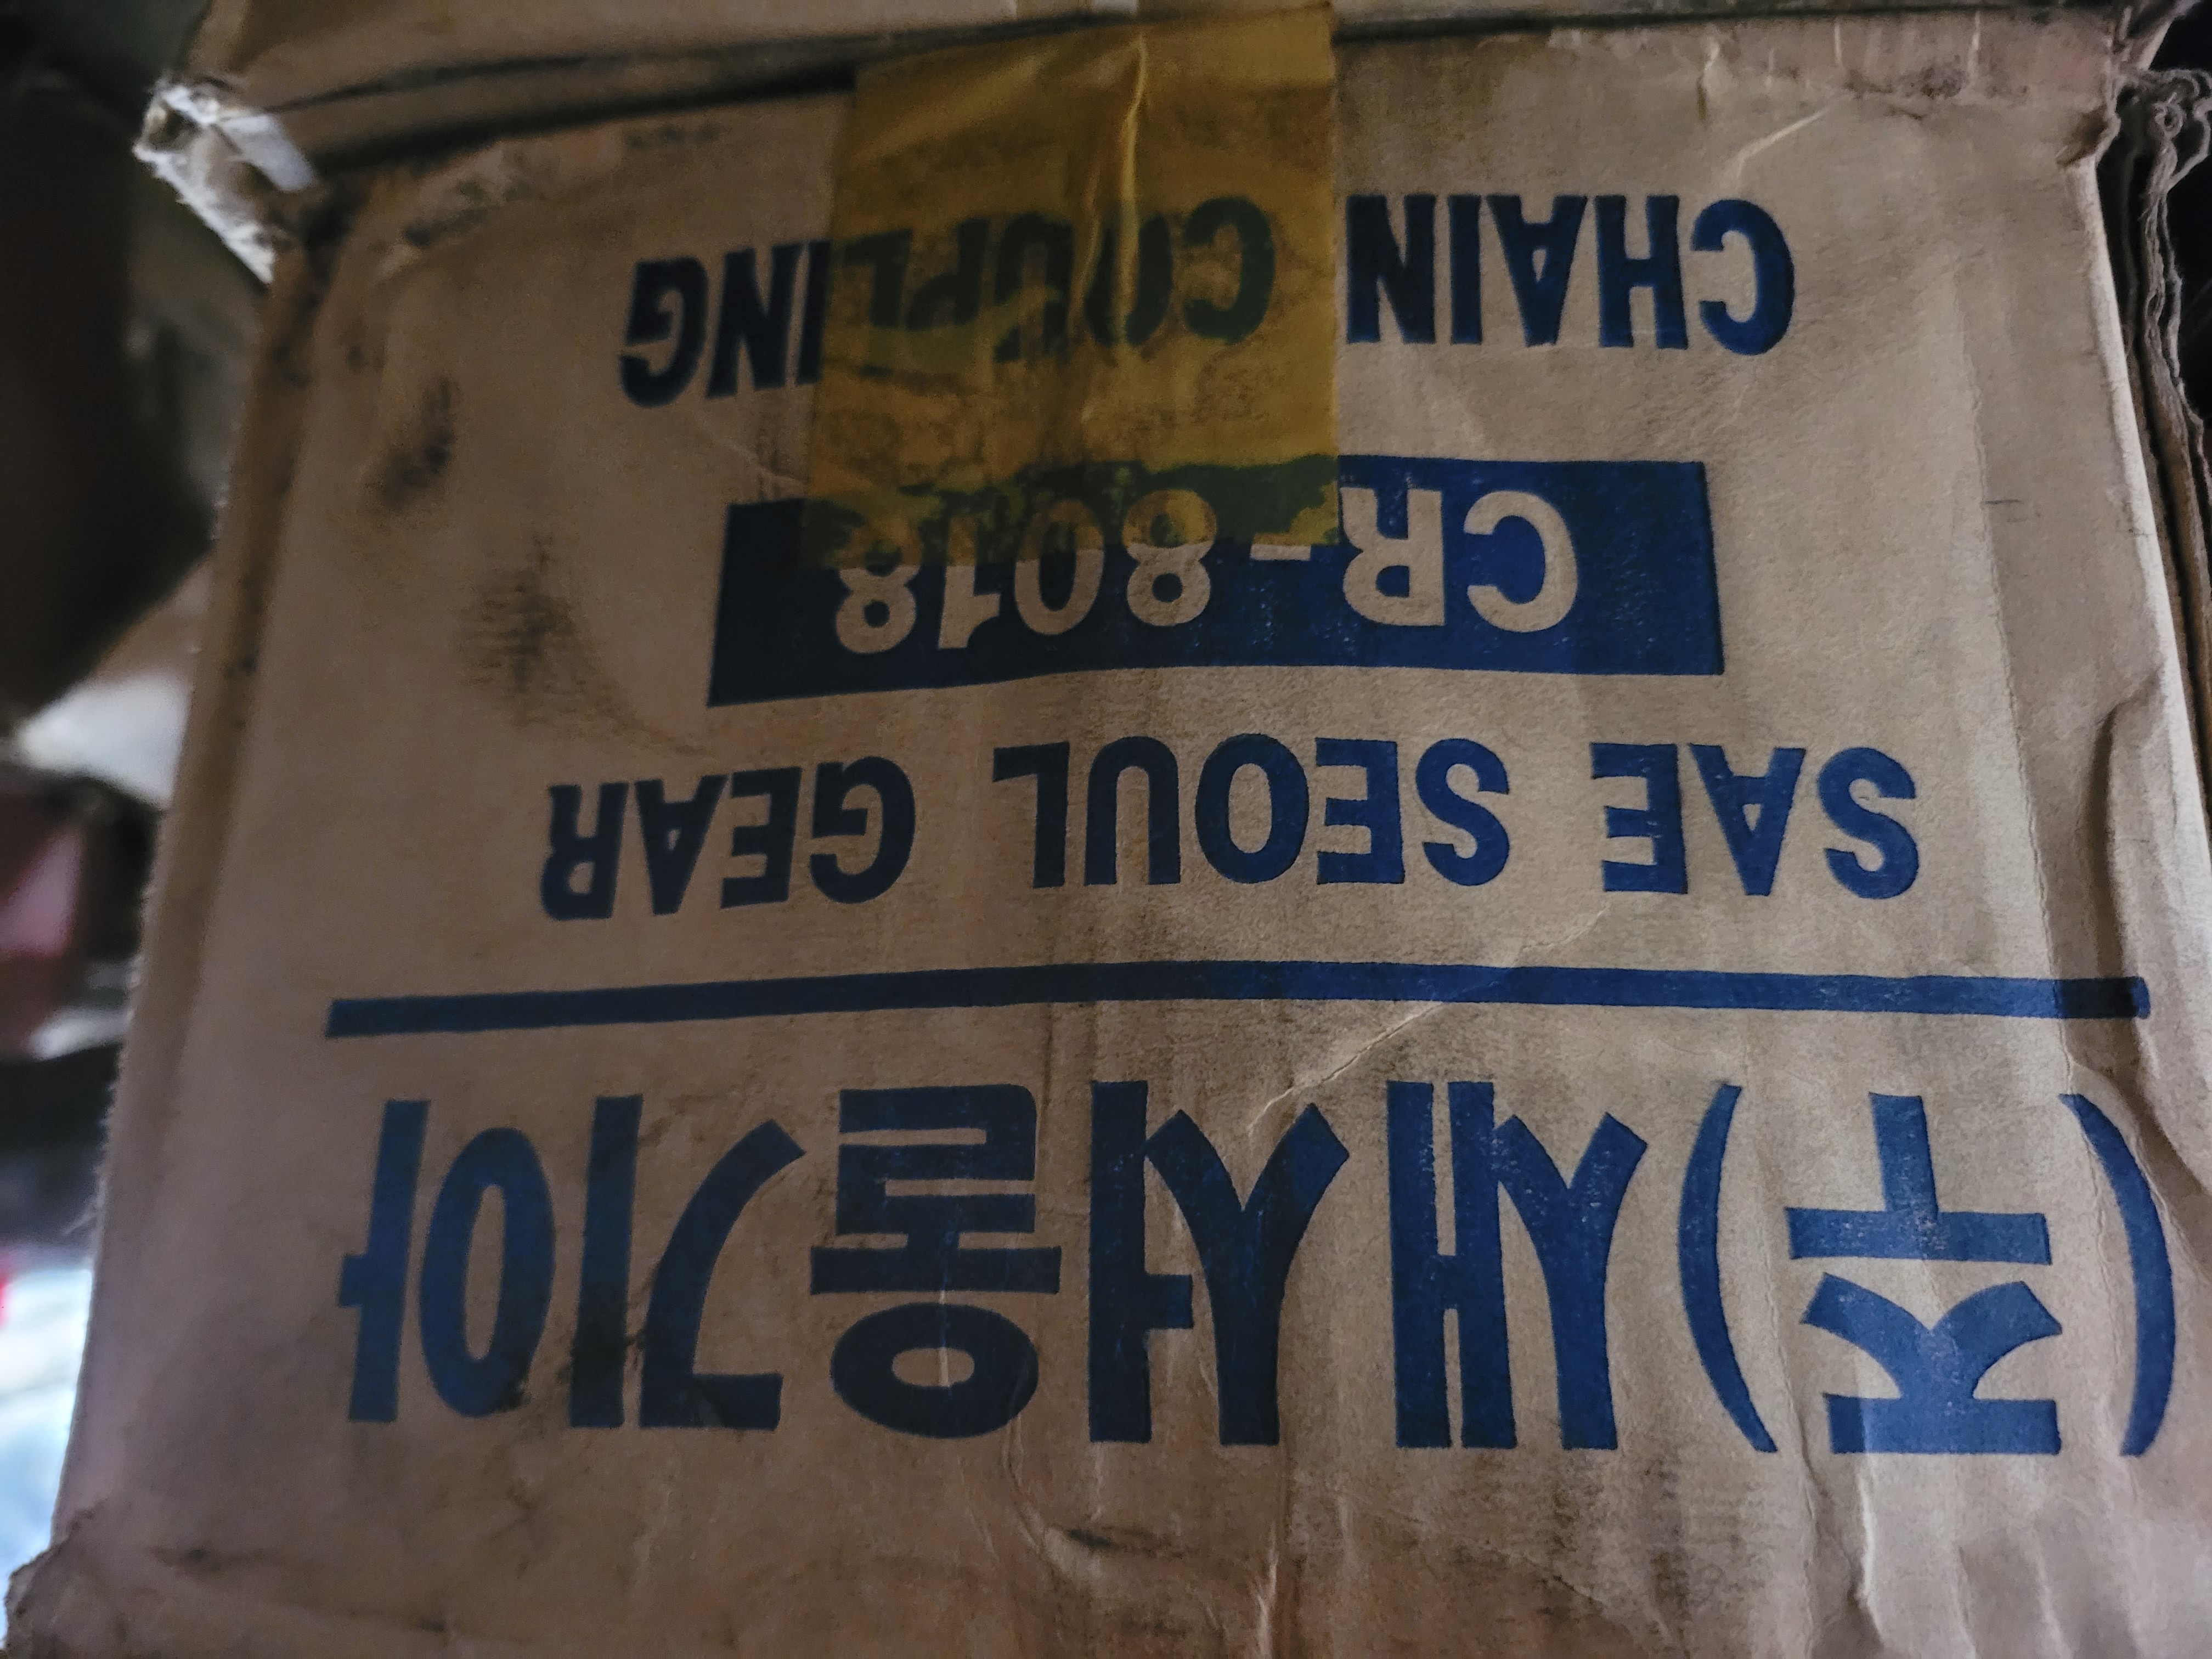 (주)새서울기어
SAE SEOUL GEAR
CR-8018
CHAIN COUPLING